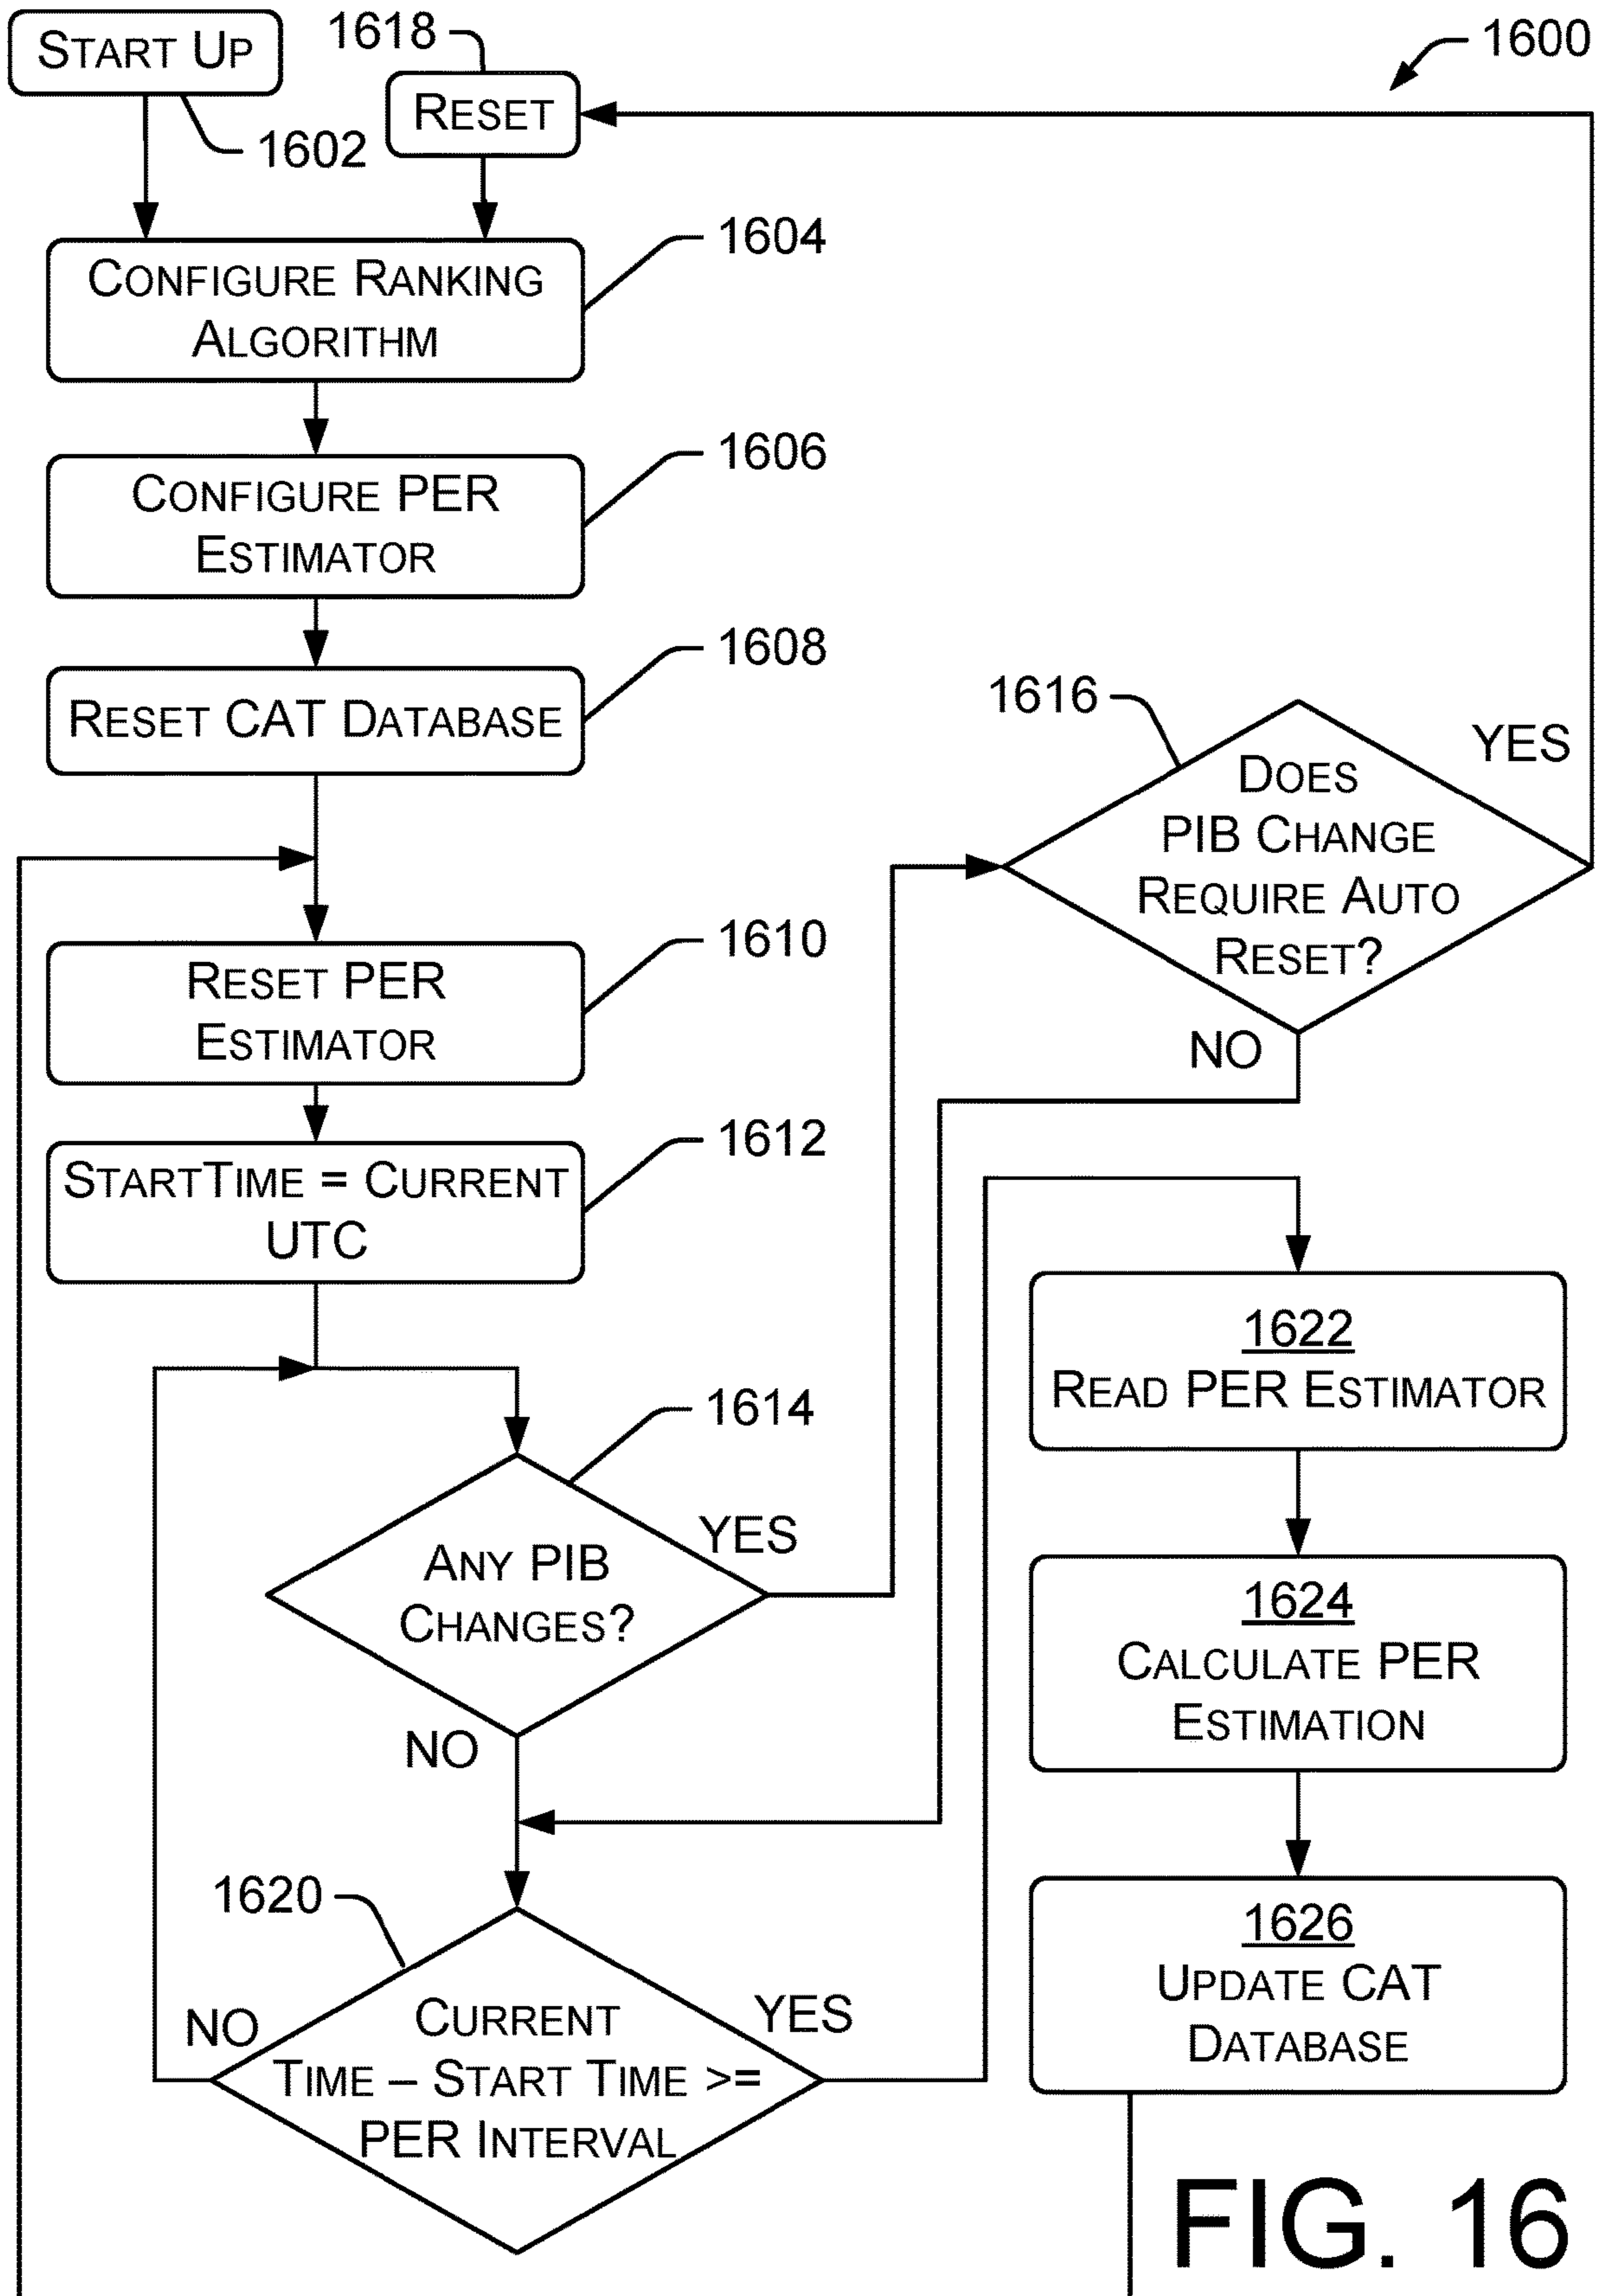 START UP
1618
1600
RESET
1602
1604
CONFIGURE RANKING
ALGORITHM
1606
CONFIGURE PER
ESTIMATOR
1608
RESET CAT DATABASE
1616
YES
DOES
PIB CHANGE
REQUIRE AUTO
RESET?
NO
1610
RESET PER
ESTIMATOR
1612
STARTTIME = CURRENT
UTC
1622
READ PER ESTIMATOR
1614
YES
ANY PIB
CHANGES?
NO
1624
CALCULATE PER
ESTIMATION
1620
NO
YES
CURRENT
TIME – START TIME >=
PER INTERVAL
1626
UPDATE CAT
DATABASE
FIG. 16